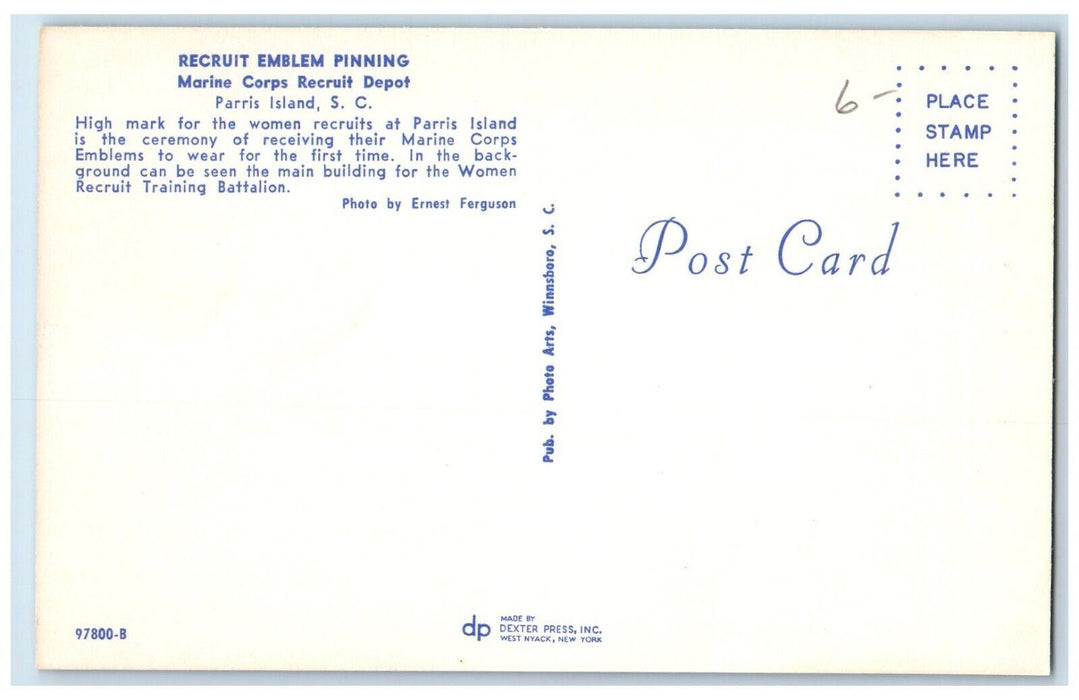 RECRUIT EMBLEM PINNING
Marine Corps Recruit Depot
Parris Island, S. C.
High mark for the women recruits at Parris Island
is the ceremony of receiving their Marine Corps
Emblems to wear for the first time. In the back-
ground can be seen the main building for the Women
Recruit Training Battalion.
Photo by Ernest Ferguson
Pub. by Photo Arts, Winnsboro, S. C.
6-
PLACE
STAMP
HERE
Post Card
97800-B
dp
MADE BY
DEXTER PRESS, INC.
WEST NYACK, NEW YORK